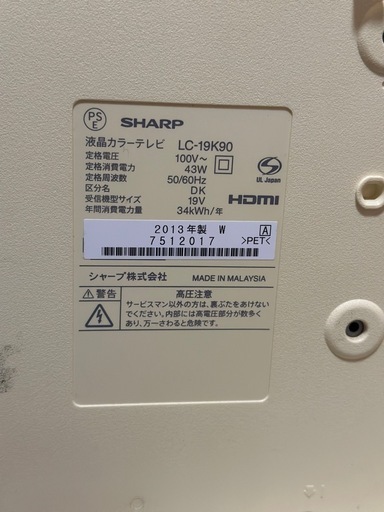 PS
E
SHARP
液晶カラーテレビ LC-19K90
定格電圧 100V～
定格消費電力 43W
定格周波数 50/60Hz
区分名 DK
受信機型サイズ 19V
年間消費電力量 34kWh/年
UL Japan
HDMI
2013年製 W A
7512017 >PET<
シャープ株式会社 MADE IN MALAYSIA
警告 高圧注意
サービスマン以外の方は、裏ぶたをあけない
でください。内部には高電圧部分が数多く
あり、万一さわると危険です。